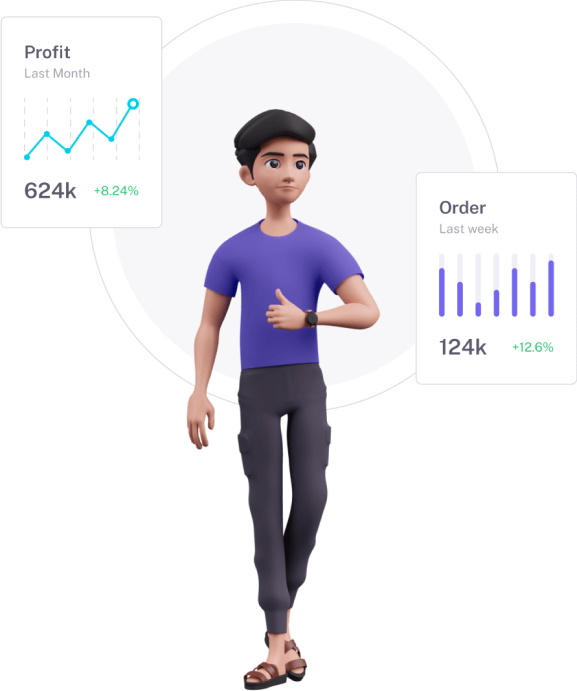 Profit
Last Month
624k +8.24%
Order
Last week
124k +12.6%